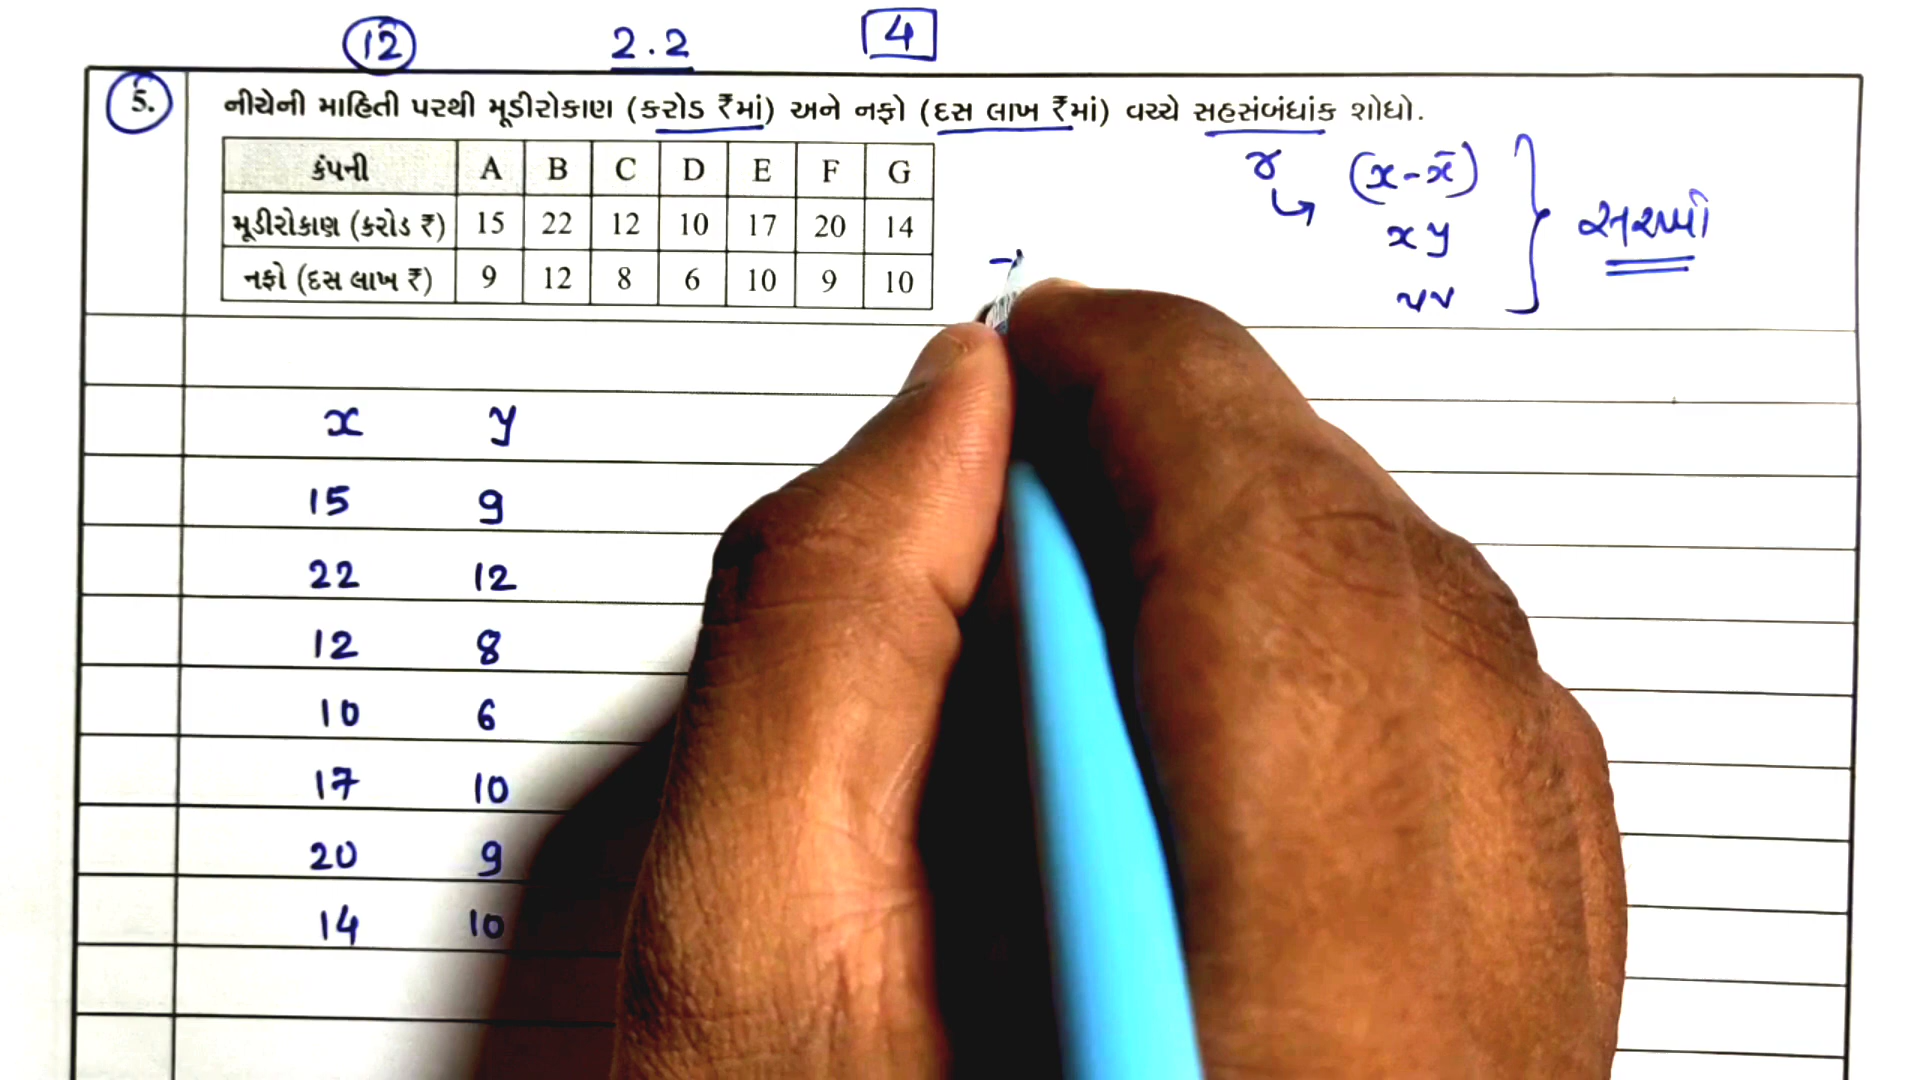 12 2.2 4
5. નીચેની માહિતી પરથી મૂડીરોકાણ (કરોડ ₹માં) અને નફો (દસ લાખ ₹માં) વચ્ચે સહસંબંધાંક શોધો.
કંપની A B C D E F G
મૂડીરોકાણ (કરોડ ₹) 15 22 12 10 17 20 14
નફો (દસ લાખ ₹) 9 12 8 6 10 9 10
r (x-x̄)
xy
uv
x y
15 9
22 12
12 8
10 6
17 10
20 9
14 10